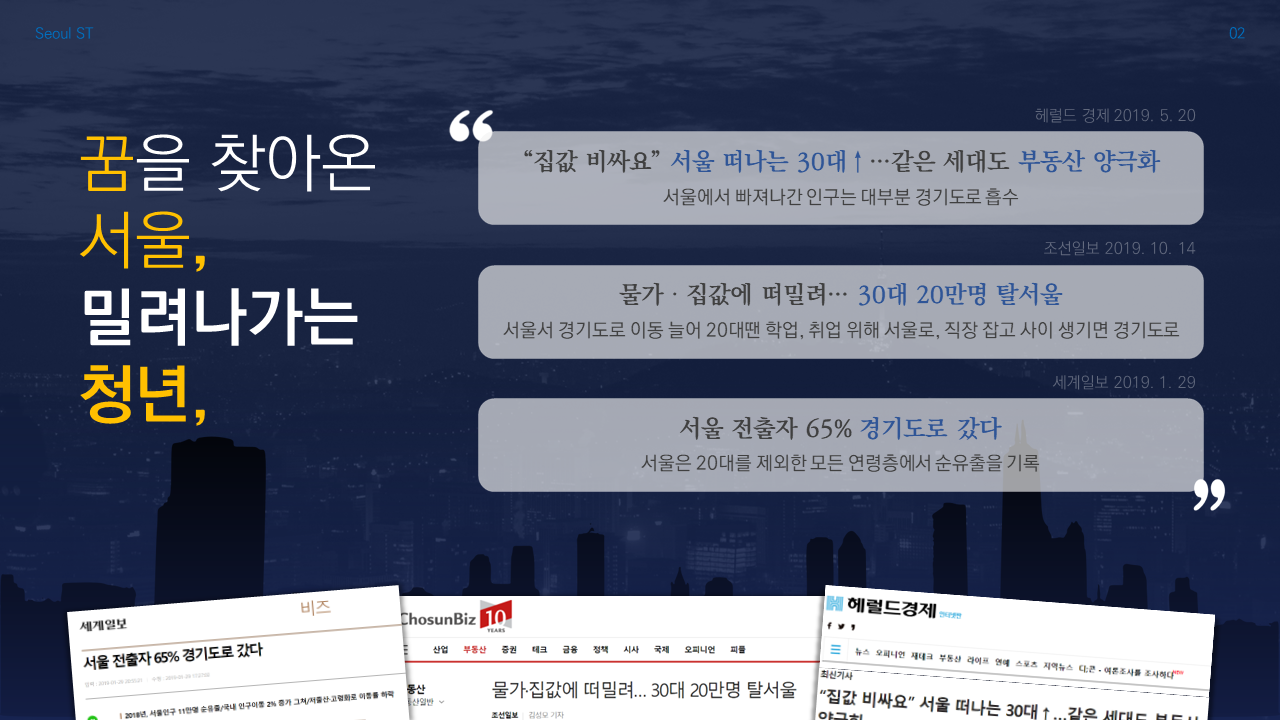 Seoul ST
02
꿈을 찾아온
서울,
밀려나가는
청년,
헤럴드 경제 2019. 5. 20
“집값 비싸요” 서울 떠나는 30대↑…같은 세대도 부동산 양극화
서울에서 빠져나간 인구는 대부분 경기도로 흡수
조선일보 2019. 10. 14
물가 · 집값에 떠밀려… 30대 20만명 탈서울
서울서 경기도로 이동 늘어 20대땐 학업, 취업 위해 서울로, 직장 잡고 사이 생기면 경기도로
세계일보 2019. 1. 29
서울 전출자 65% 경기도로 갔다
서울은 20대를 제외한 모든 연령층에서 순유출을 기록
세계일보
비즈
서울 전출자 65% 경기도로 갔다
2018년, 서울인구 11만명 순유출/국내 인구이동 2% 증가 그쳐/저출산·고령화로 이동률 하락
ChosunBiz 10
YEARS
산업 부동산 증권 테크 금융 정책 시사 국제 오피니언 피플
물가·집값에 떠밀려... 30대 20만명 탈서울
조선일보 김성모 기자
헤럴드경제
뉴스 오피니언 재테크 부동산 라이프 연예 스포츠 지역뉴스
최신기사
“집값 비싸요” 서울 떠나는 30대↑…같은 세대도 부동산
양극화